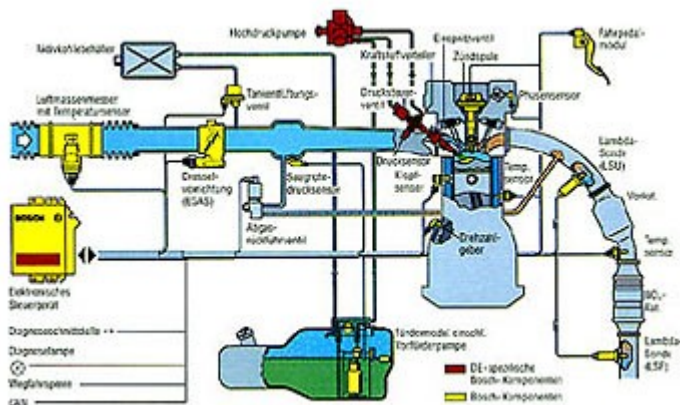 Hochdruckpumpe
Einspritzventil
Aktivkohlebehälter
Kraftstoffverteiler
Zündspule
Fahrpedal-
modul
Drucksteuer-
ventil
Phasensensor
Luftmassenmesser
mit Temperatursensor
Tankentlüftungs-
ventil
Lambda-
Sonde
(LSU)
Drucksensor
Klopf-
sensor
Temp.
sensor
Drossel-
vorrichtung
(EGAS)
Saugrohr-
drucksensor
Vorkat.
BOSCH
Abgas-
rückführventil
Drehzahl-
geber
Temp.
sensor
Elektronisches
Steuergerät
Kat.
Diagnoseschnittstelle
Fördermodul einschl.
Vorförderpumpe
Lambda-
Sonde
(LSF)
Diagnoselampe
DE-spezifische
Bosch-Komponenten
Wegfahrsperre
Bosch-Komponenten
CAN